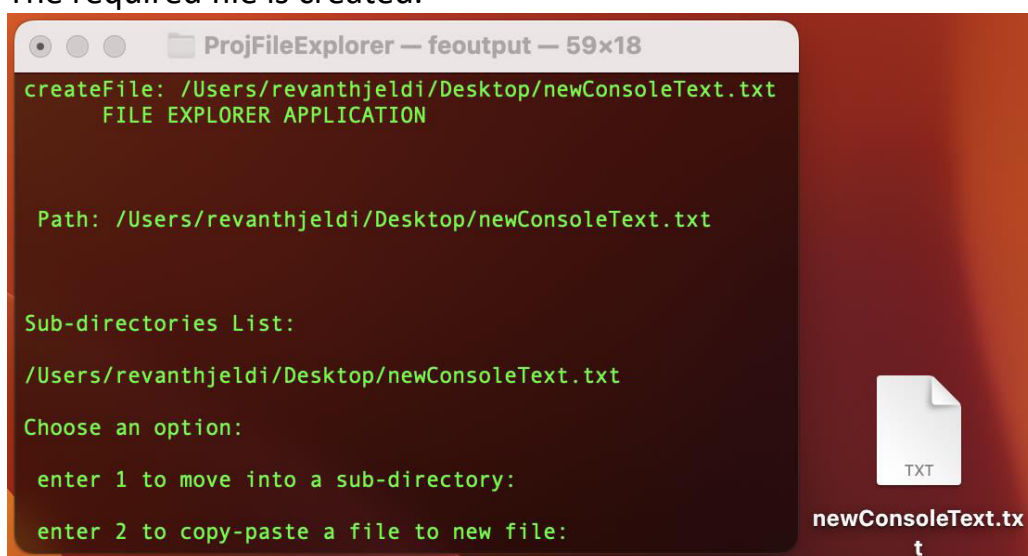 The required file is created.
ProjFileExplorer — feoutput — 59×18
createFile: /Users/revanthjeldi/Desktop/newConsoleText.txt
FILE EXPLORER APPLICATION
Path: /Users/revanthjeldi/Desktop/newConsoleText.txt
Sub-directories List:
/Users/revanthjeldi/Desktop/newConsoleText.txt
Choose an option:
enter 1 to move into a sub-directory:
enter 2 to copy-paste a file to new file:
TXT
newConsoleText.tx
t